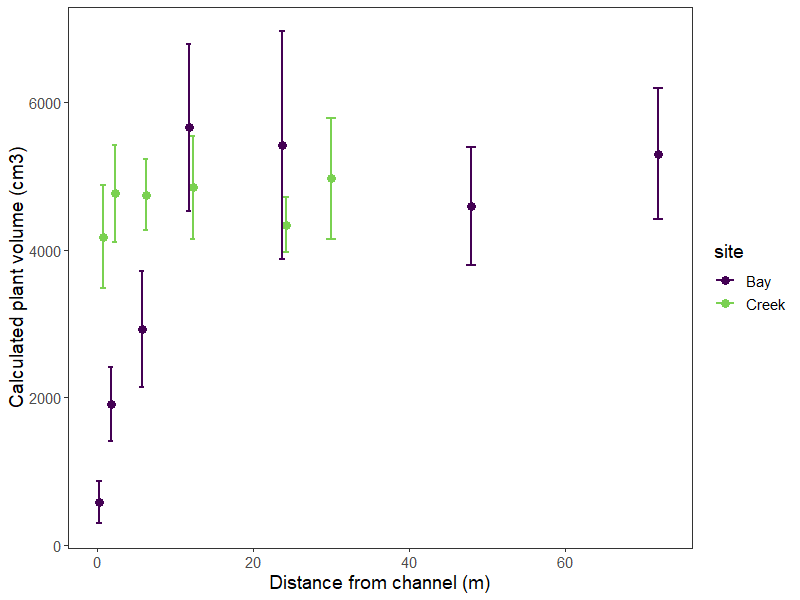 Calculated plant volume (cm3)
6000
4000
2000
0
0 20 40 60
Distance from channel (m)
site
Bay
Creek